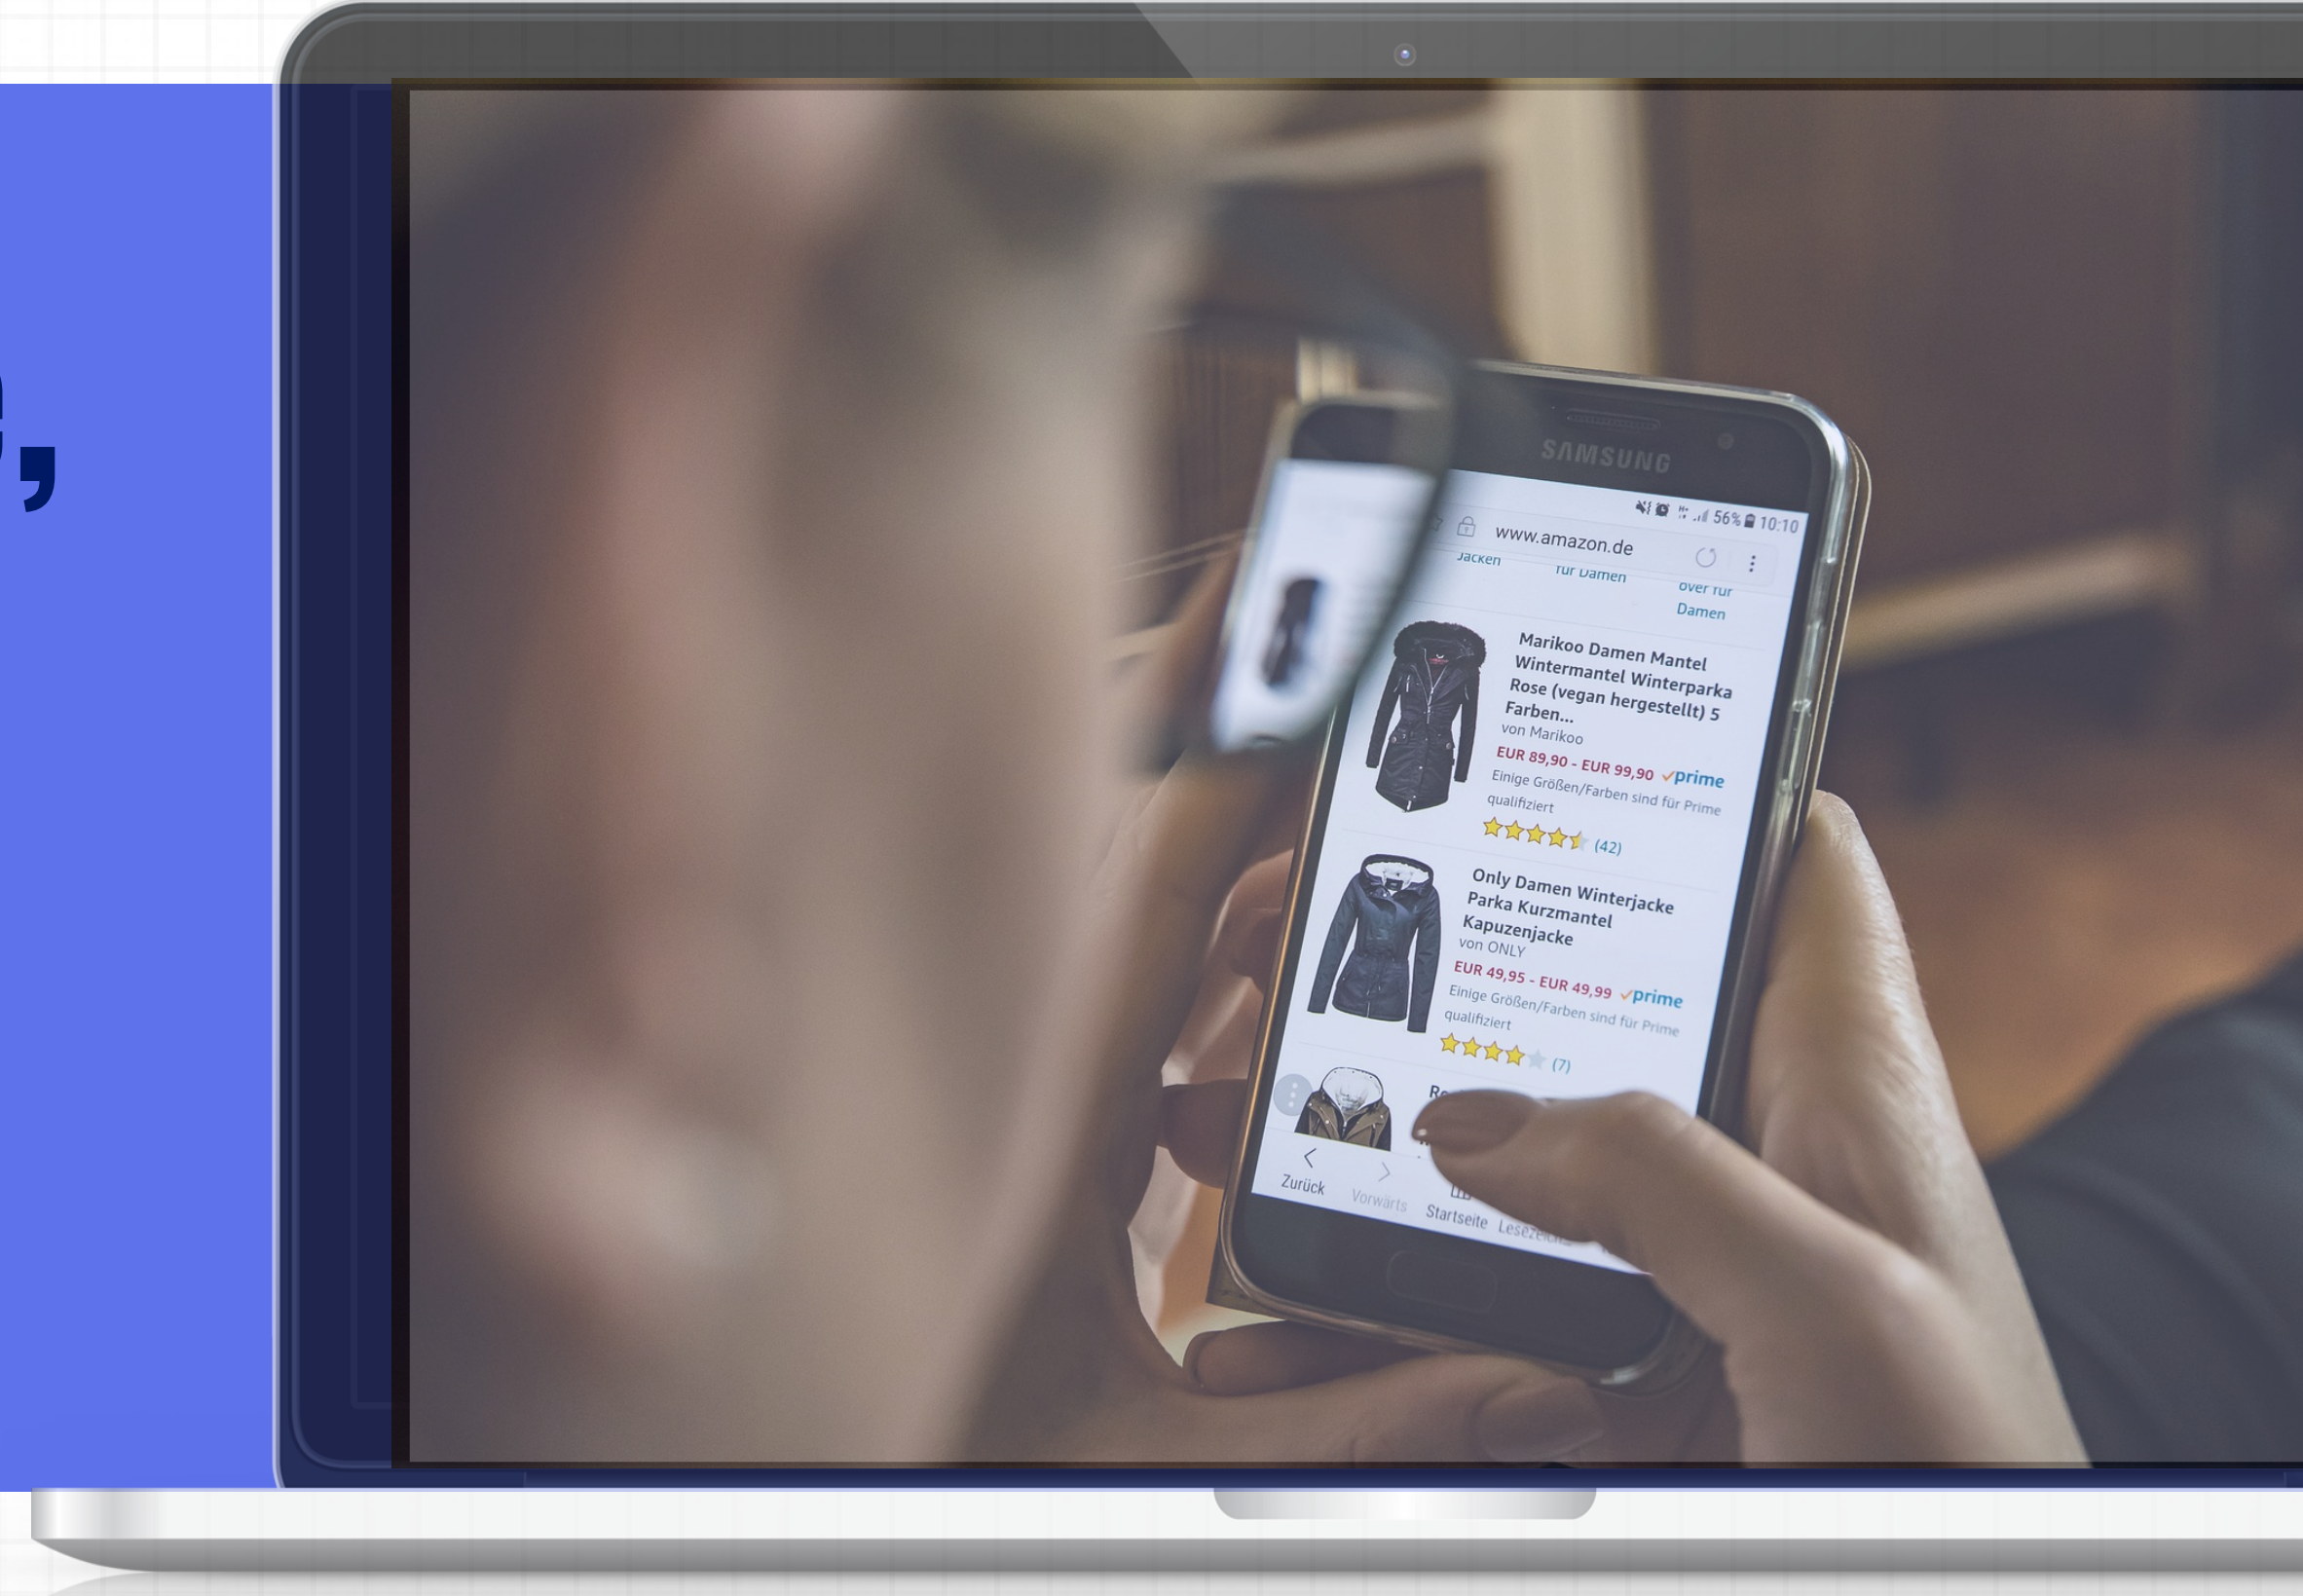 ,
SAMSUNG
56% 10:10
www.amazon.de
Jacken für Damen over für
Damen
Marikoo Damen Mantel
Wintermantel Winterparka
Rose (vegan hergestellt) 5
Farben...
von Marikoo
EUR 89,90 - EUR 99,90 prime
Einige Größen/Farben sind für Prime
qualifiziert
(42)
Only Damen Winterjacke
Parka Kurzmantel
Kapuzenjacke
von ONLY
EUR 49,95 - EUR 49,99 prime
Einige Größen/Farben sind für Prime
qualifiziert
(7)
Zurück Vorwärts Startseite